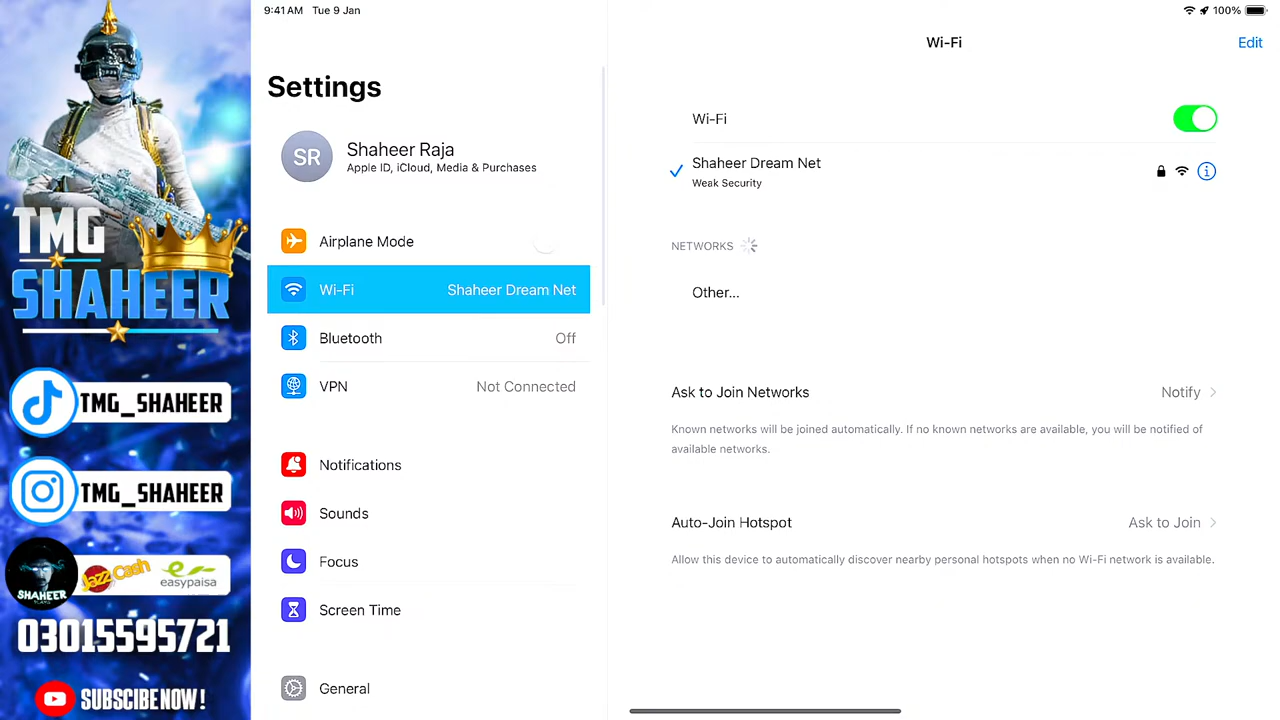 TMG
SHAHEER
TMG_SHAHEER
TMG_SHAHEER
SHAHEER
JazzCash
easypaisa
03015595721
SUBSCIBE NOW !
9:41 AM Tue 9 Jan
Settings
SR
Shaheer Raja
Apple ID, iCloud, Media & Purchases
Airplane Mode
Wi-Fi Shaheer Dream Net
Bluetooth Off
VPN Not Connected
Notifications
Sounds
Focus
Screen Time
General
100%
Wi-Fi Edit
Wi-Fi
Shaheer Dream Net
Weak Security
NETWORKS
Other...
Ask to Join Networks Notify
Known networks will be joined automatically. If no known networks are available, you will be notified of
available networks.
Auto-Join Hotspot Ask to Join
Allow this device to automatically discover nearby personal hotspots when no Wi-Fi network is available.